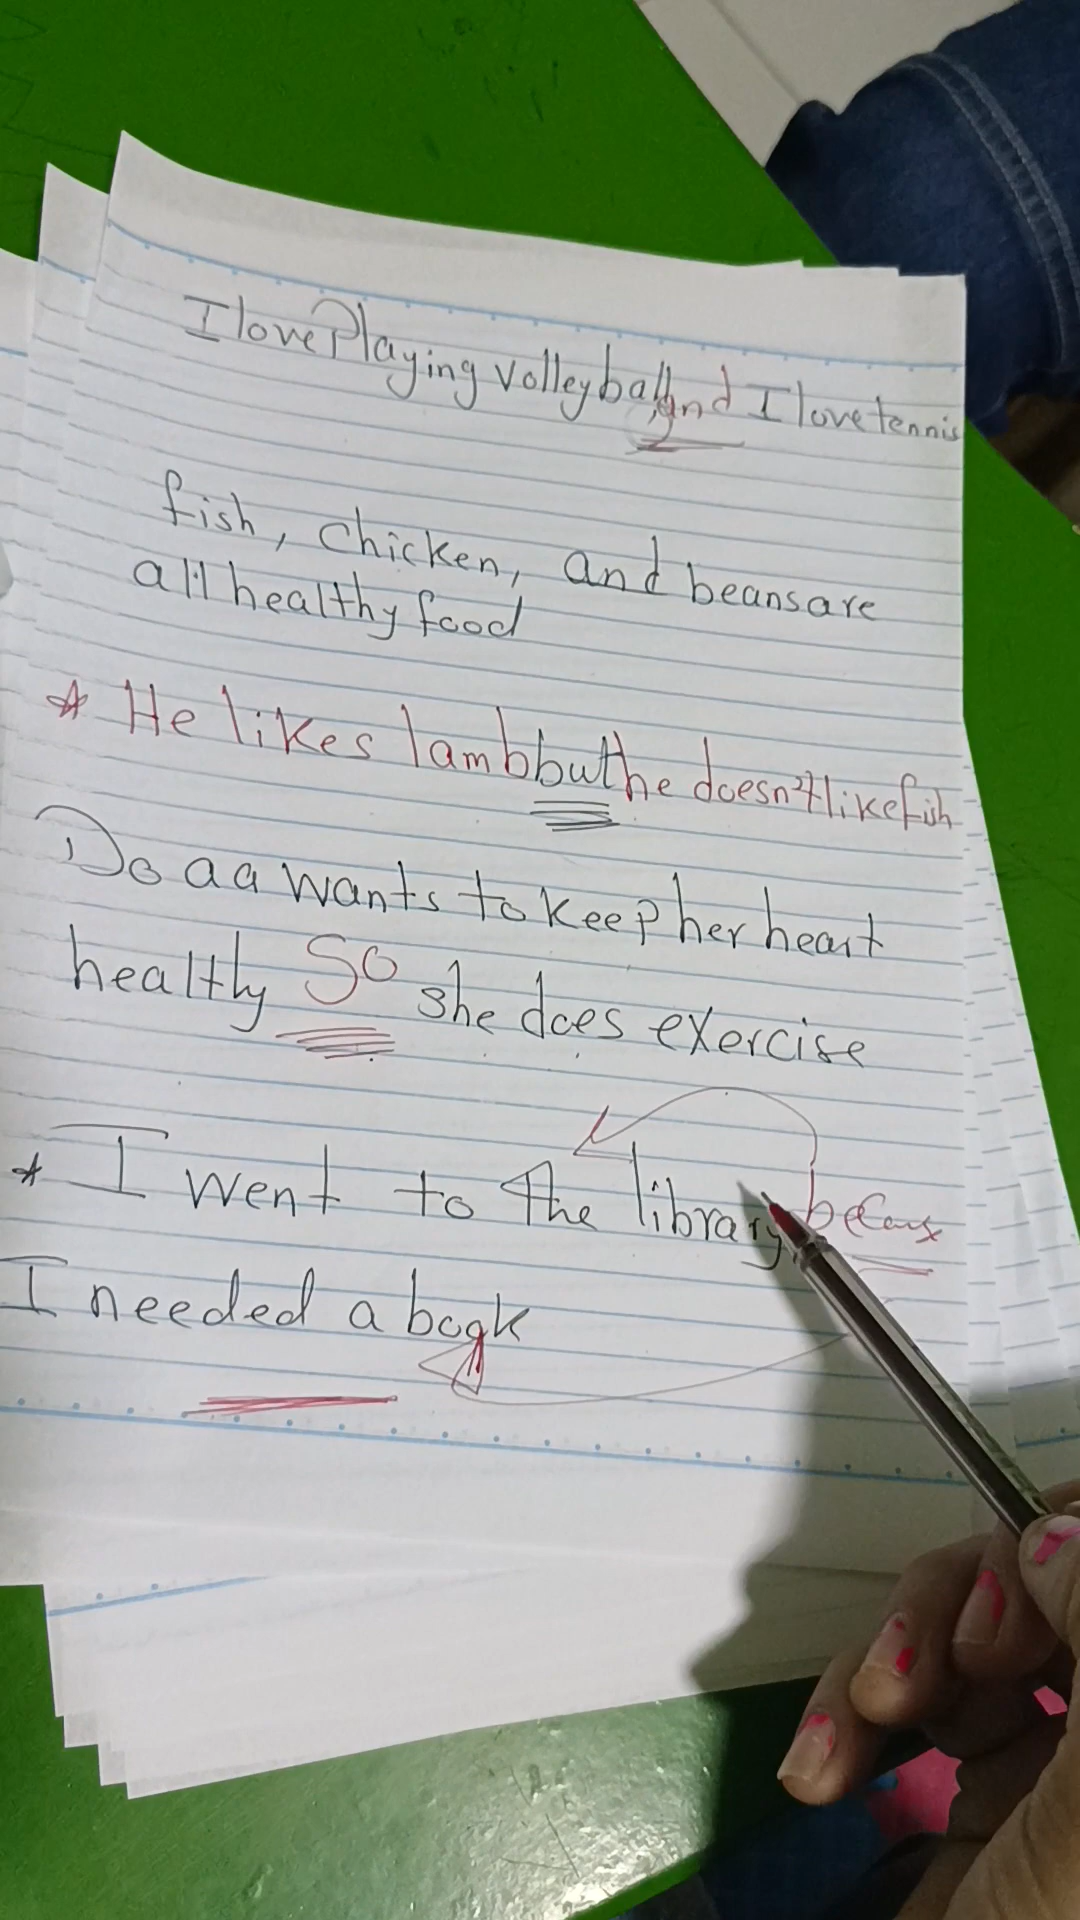 I love Playing volleyball, and I love tennis
fish, chicken, and beans are
all healthy food
* He likes lamb but he doesn't like fish
Doaa wants to keep her heart
healthy So she does exercise
* I went to the library
I needed a book